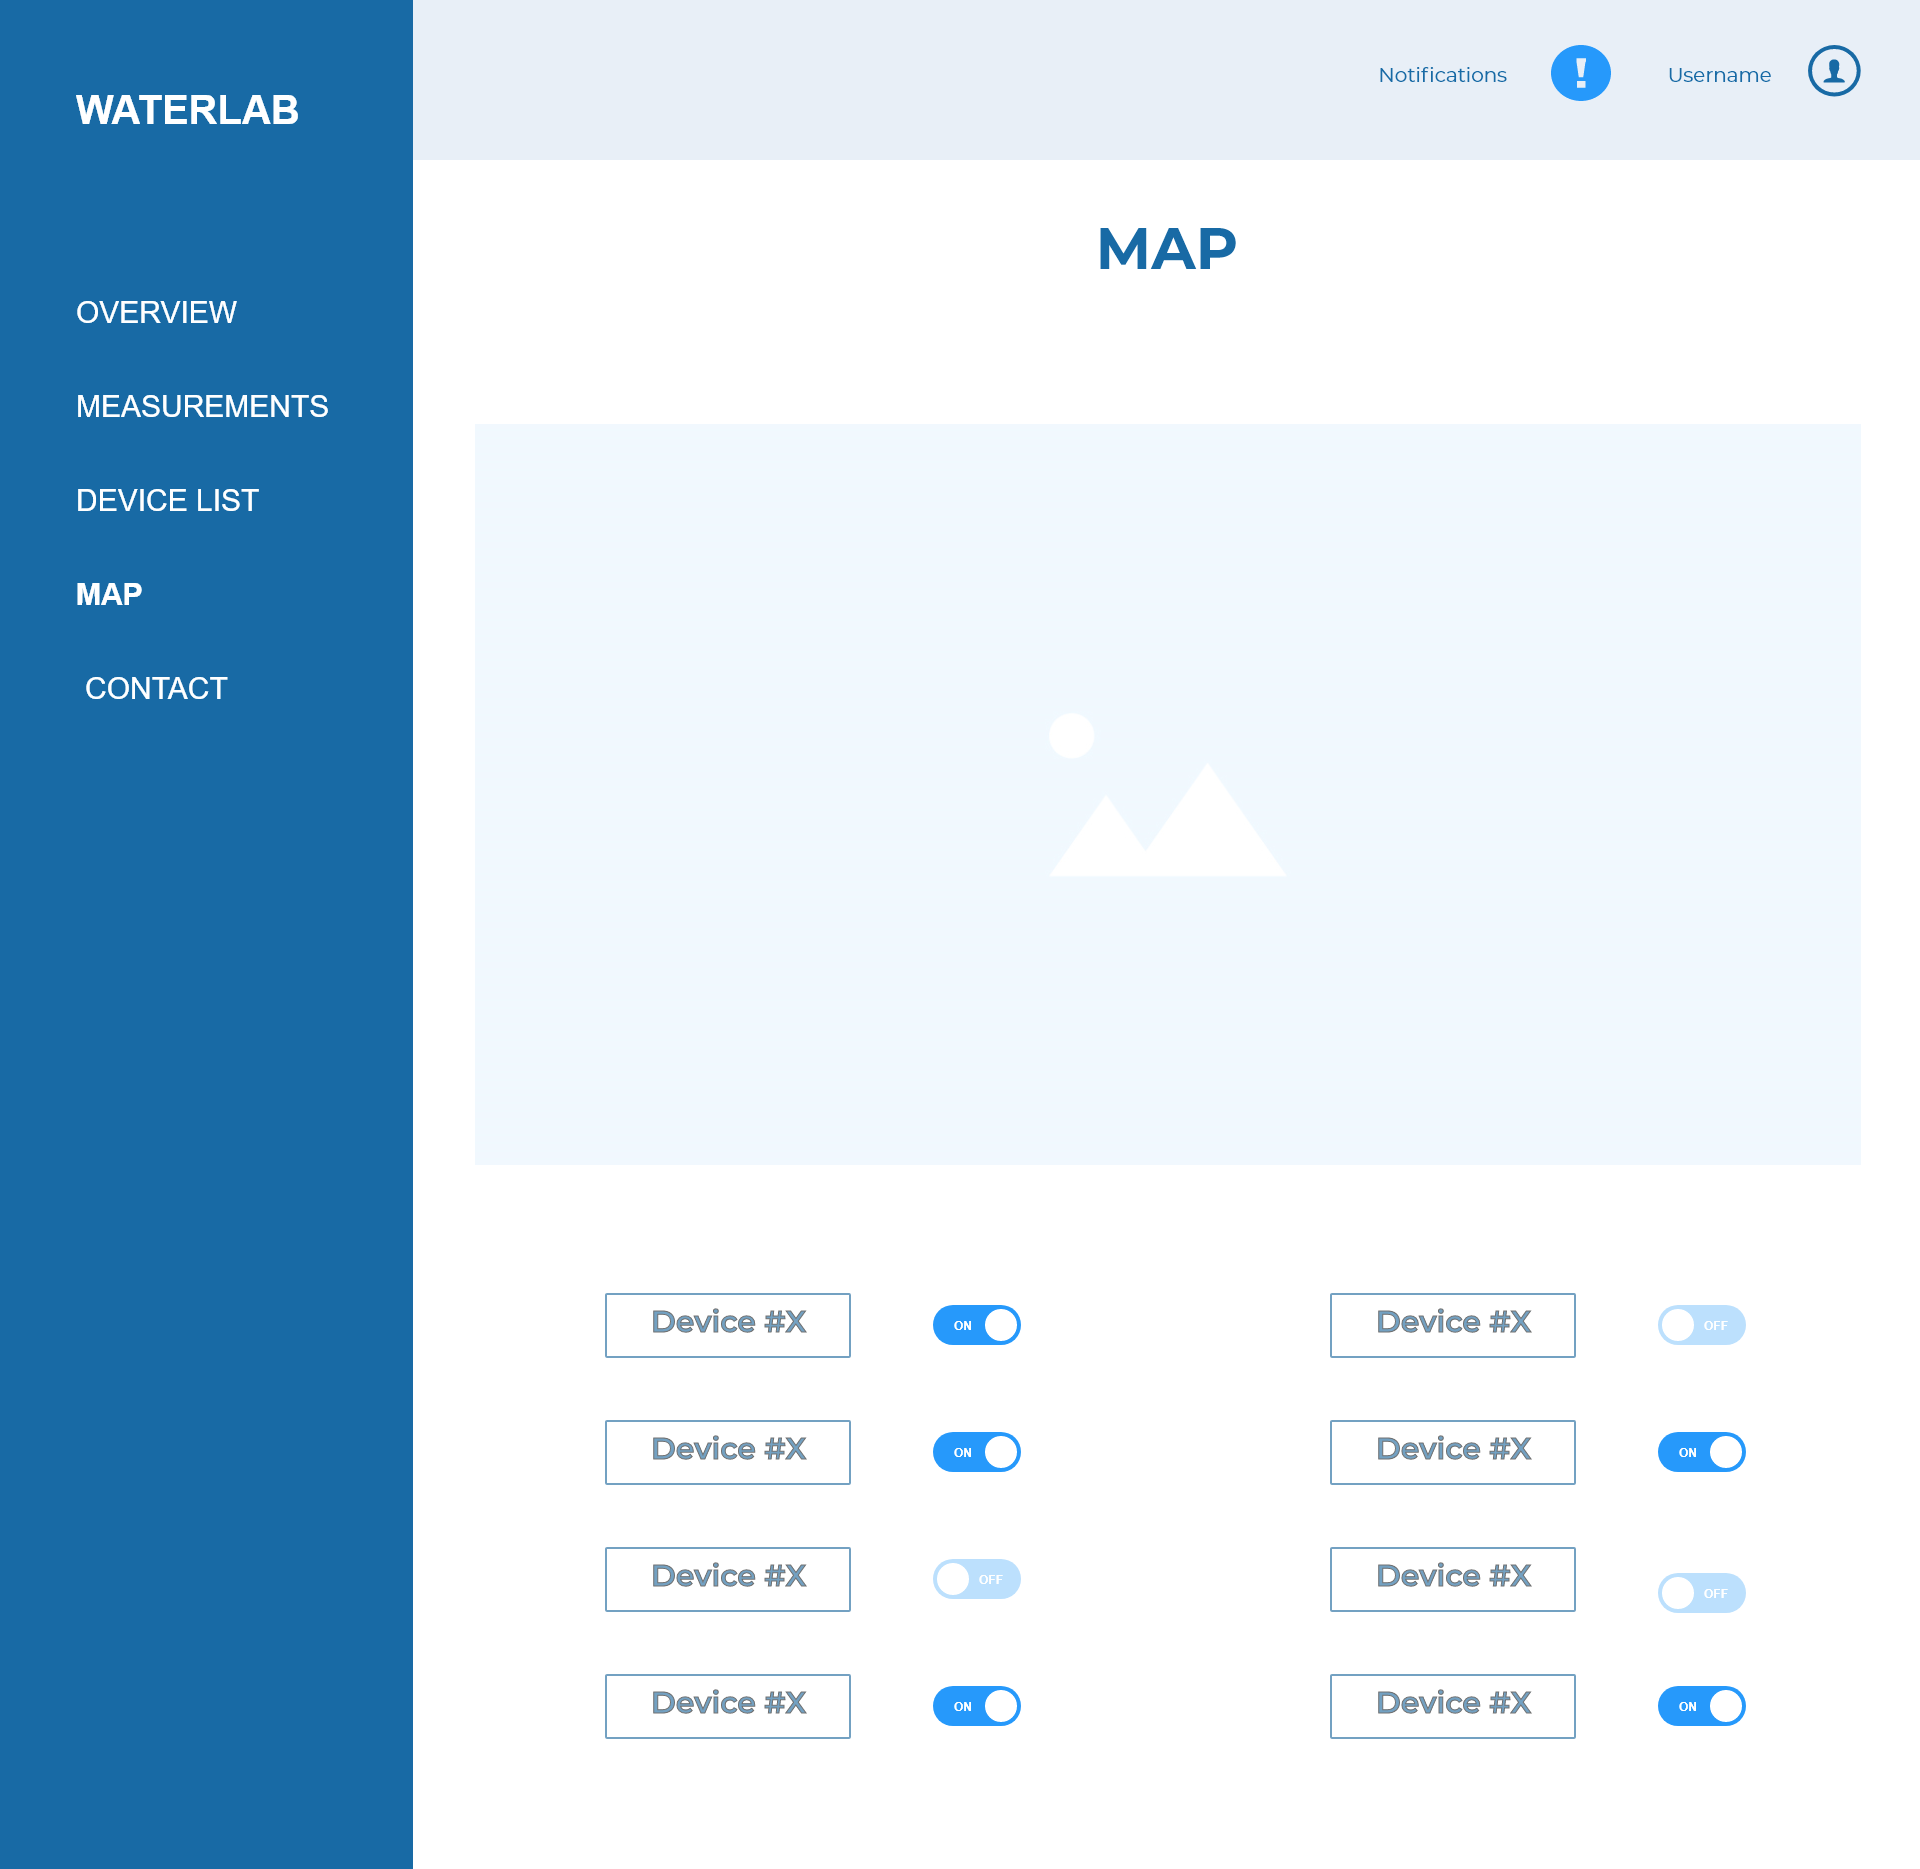 WATERLAB
OVERVIEW
MEASUREMENTS
DEVICE LIST
MAP
CONTACT
Notifications ! Username
MAP
Device #X ON Device #X OFF
Device #X ON Device #X ON
Device #X OFF Device #X OFF
Device #X ON Device #X ON